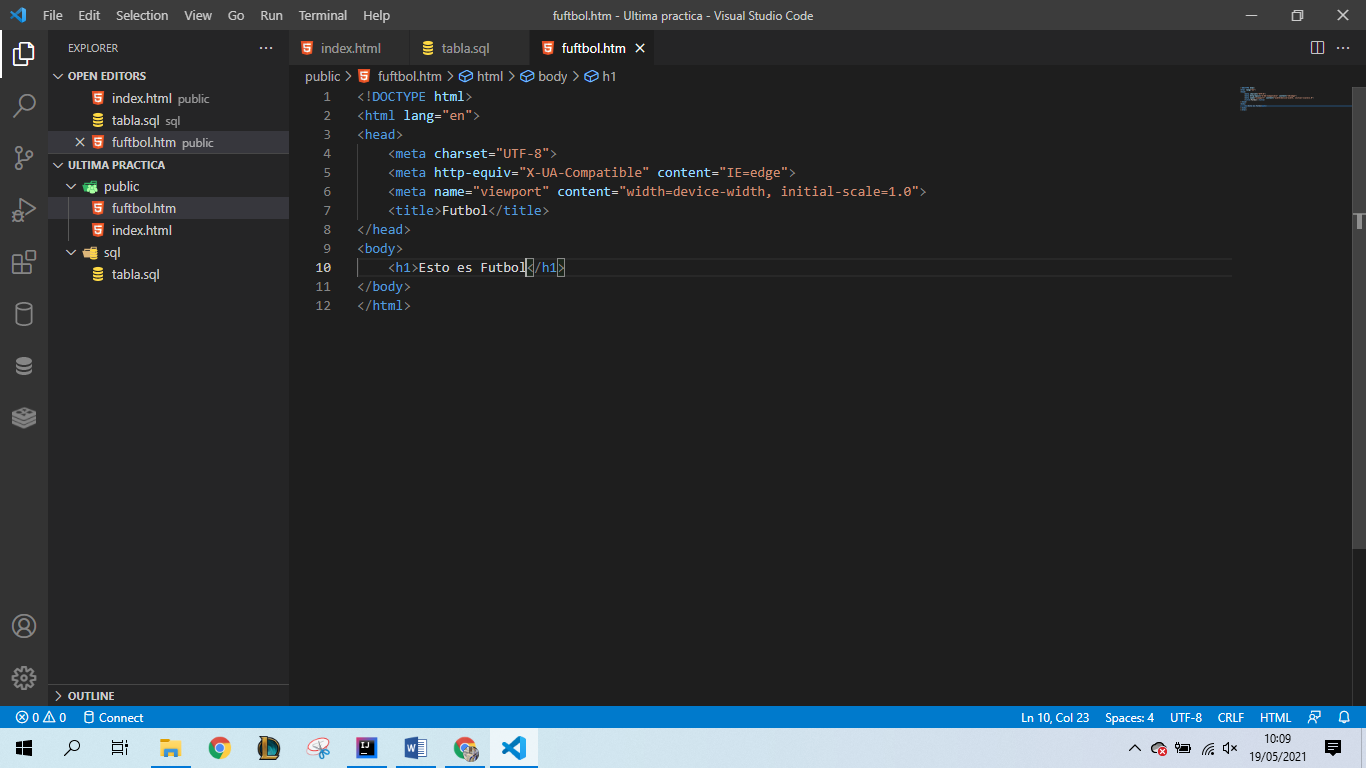 File Edit Selection View Go Run Terminal Help fuftbol.htm - Ultima practica - Visual Studio Code
EXPLORER ···
OPEN EDITORS
index.html public
tabla.sql sql
fuftbol.htm public
ULTIMA PRACTICA
public
fuftbol.htm
index.html
sql
tabla.sql
OUTLINE
index.html tabla.sql fuftbol.htm
public > fuftbol.htm > html > body > h1
1 <!DOCTYPE html>
2 <html lang="en">
3 <head>
4 <meta charset="UTF-8">
5 <meta http-equiv="X-UA-Compatible" content="IE=edge">
6 <meta name="viewport" content="width=device-width, initial-scale=1.0">
7 <title>Futbol</title>
8 </head>
9 <body>
10 <h1>Esto es Futbol</h1>
11 </body>
12 </html>
0 0 Connect Ln 10, Col 23 Spaces: 4 UTF-8 CRLF HTML
10:09
19/05/2021